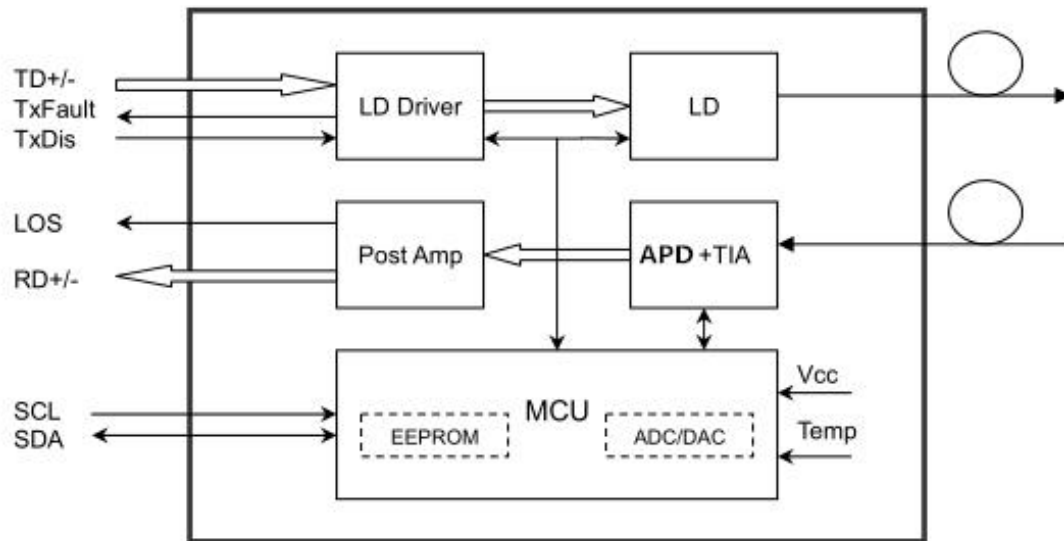 TD+/-
TxFault
TxDis
LD Driver
LD
LOS
RD+/-
Post Amp
APD +TIA
SCL
SDA
MCU
EEPROM
ADC/DAC
Vcc
Temp